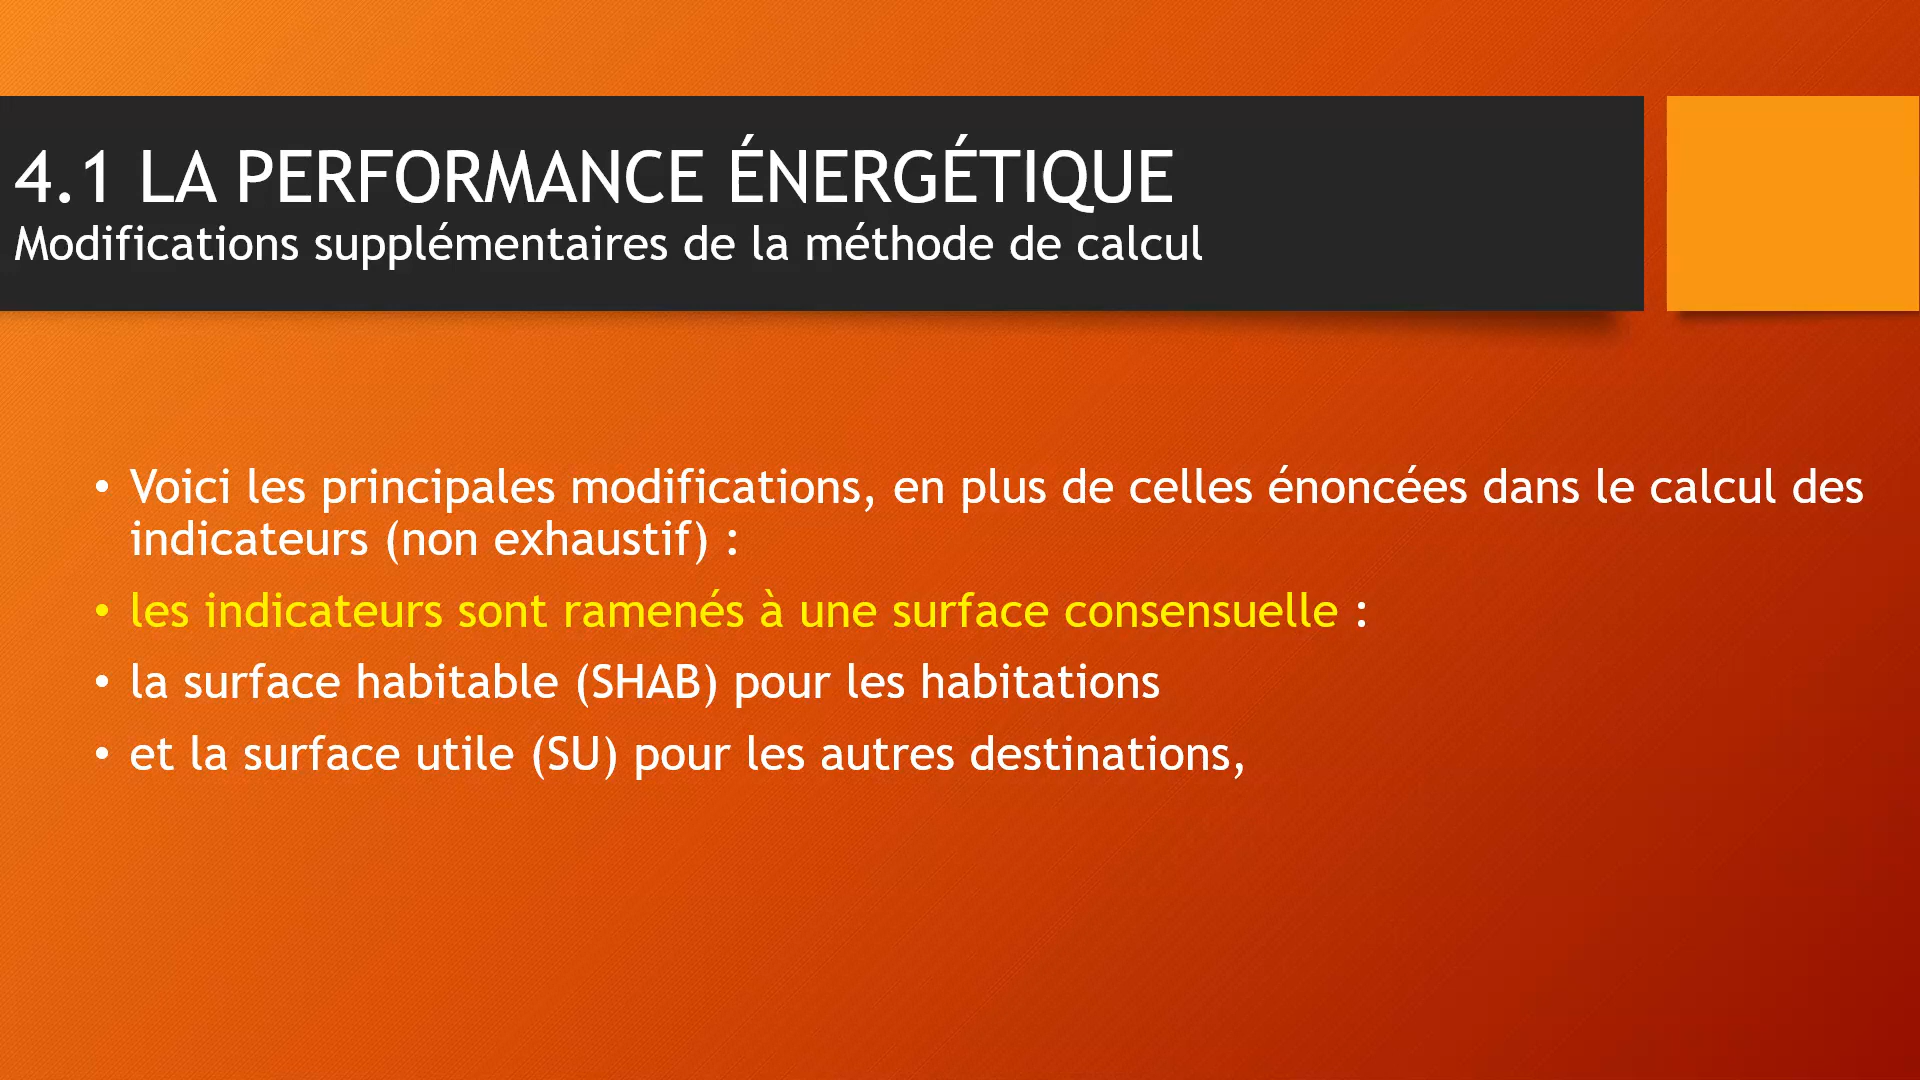 4.1 LA PERFORMANCE ÉNERGÉTIQUE
Modifications supplémentaires de la méthode de calcul
• Voici les principales modifications, en plus de celles énoncées dans le calcul des
indicateurs (non exhaustif) :
• les indicateurs sont ramenés à une surface consensuelle :
• la surface habitable (SHAB) pour les habitations
• et la surface utile (SU) pour les autres destinations,